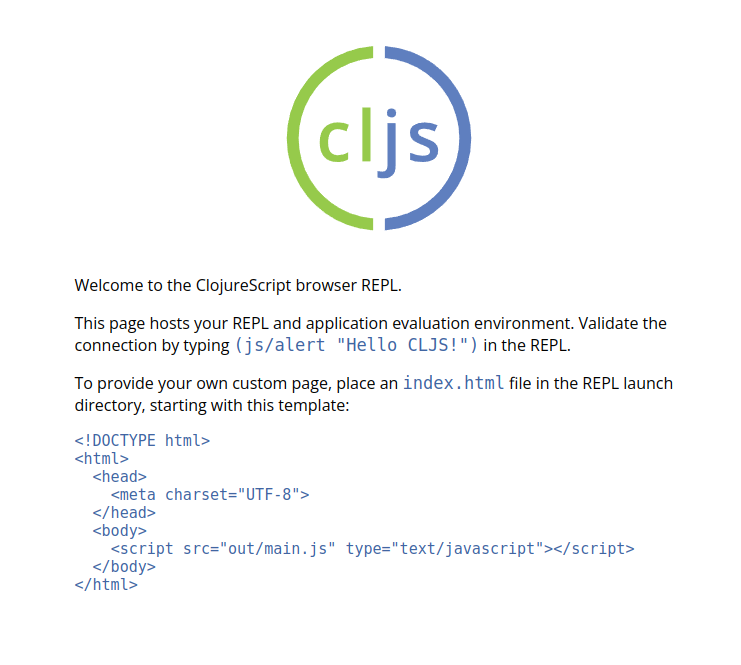 cljs
Welcome to the ClojureScript browser REPL.
This page hosts your REPL and application evaluation environment. Validate the
connection by typing (js/alert "Hello CLJS!") in the REPL.
To provide your own custom page, place an index.html file in the REPL launch
directory, starting with this template:
<!DOCTYPE html>
<html>
  <head>
    <meta charset="UTF-8">
  </head>
  <body>
    <script src="out/main.js" type="text/javascript"></script>
  </body>
</html>